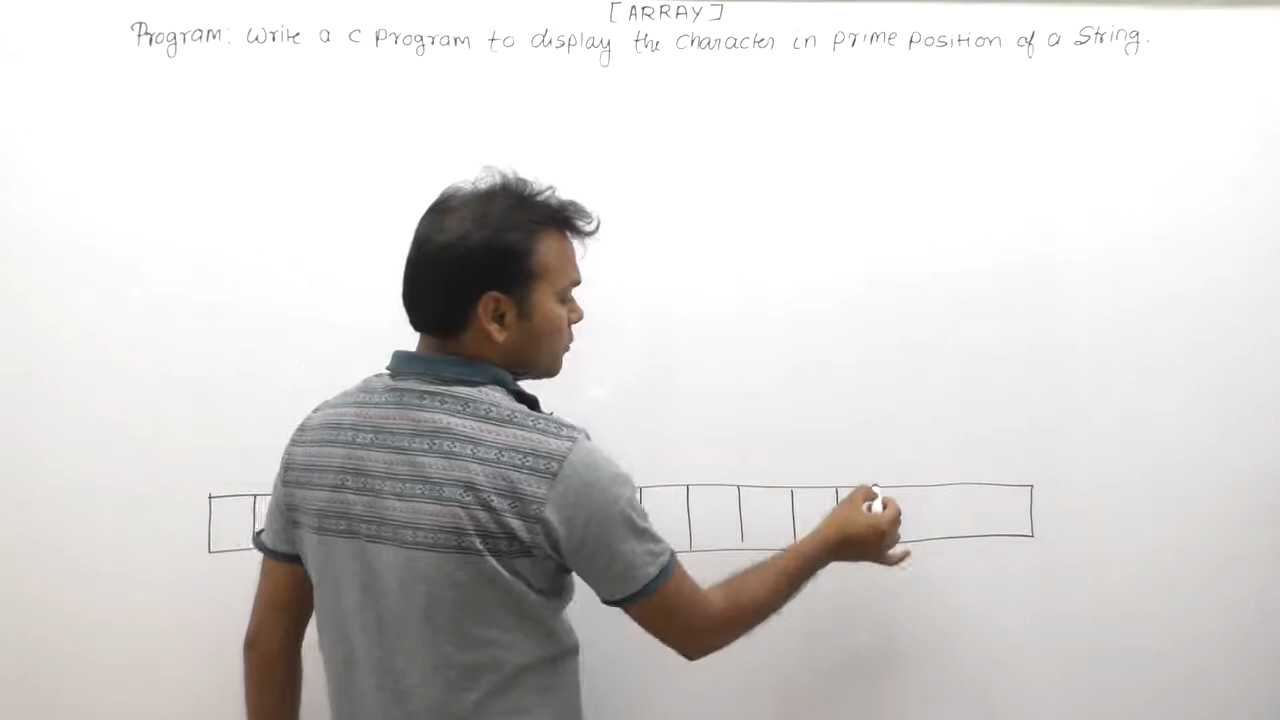 [ARRAY]
Program: Write a C Program to display the Character in prime position of a String.